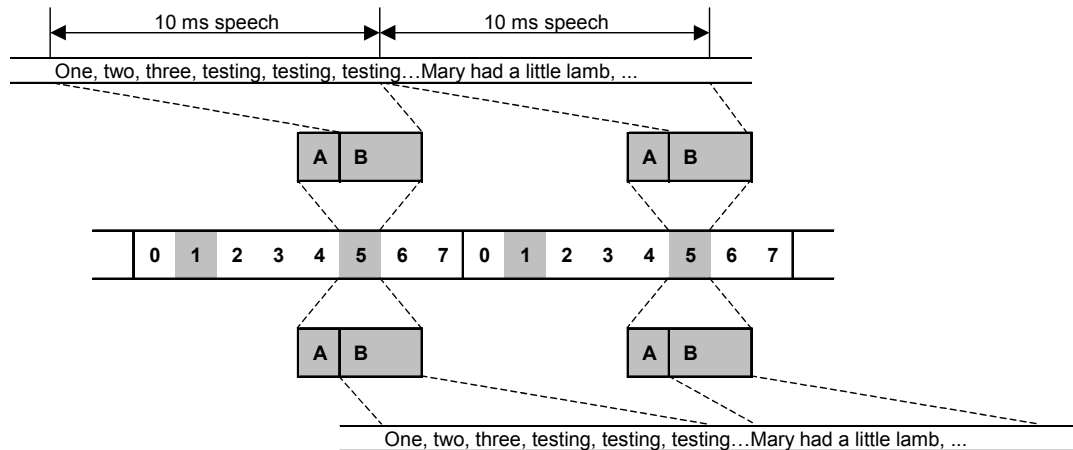 10 ms speech 10 ms speech
One, two, three, testing, testing, testing…Mary had a little lamb, ...
A B A B
0 1 2 3 4 5 6 7 0 1 2 3 4 5 6 7
A B A B
One, two, three, testing, testing, testing…Mary had a little lamb, ...